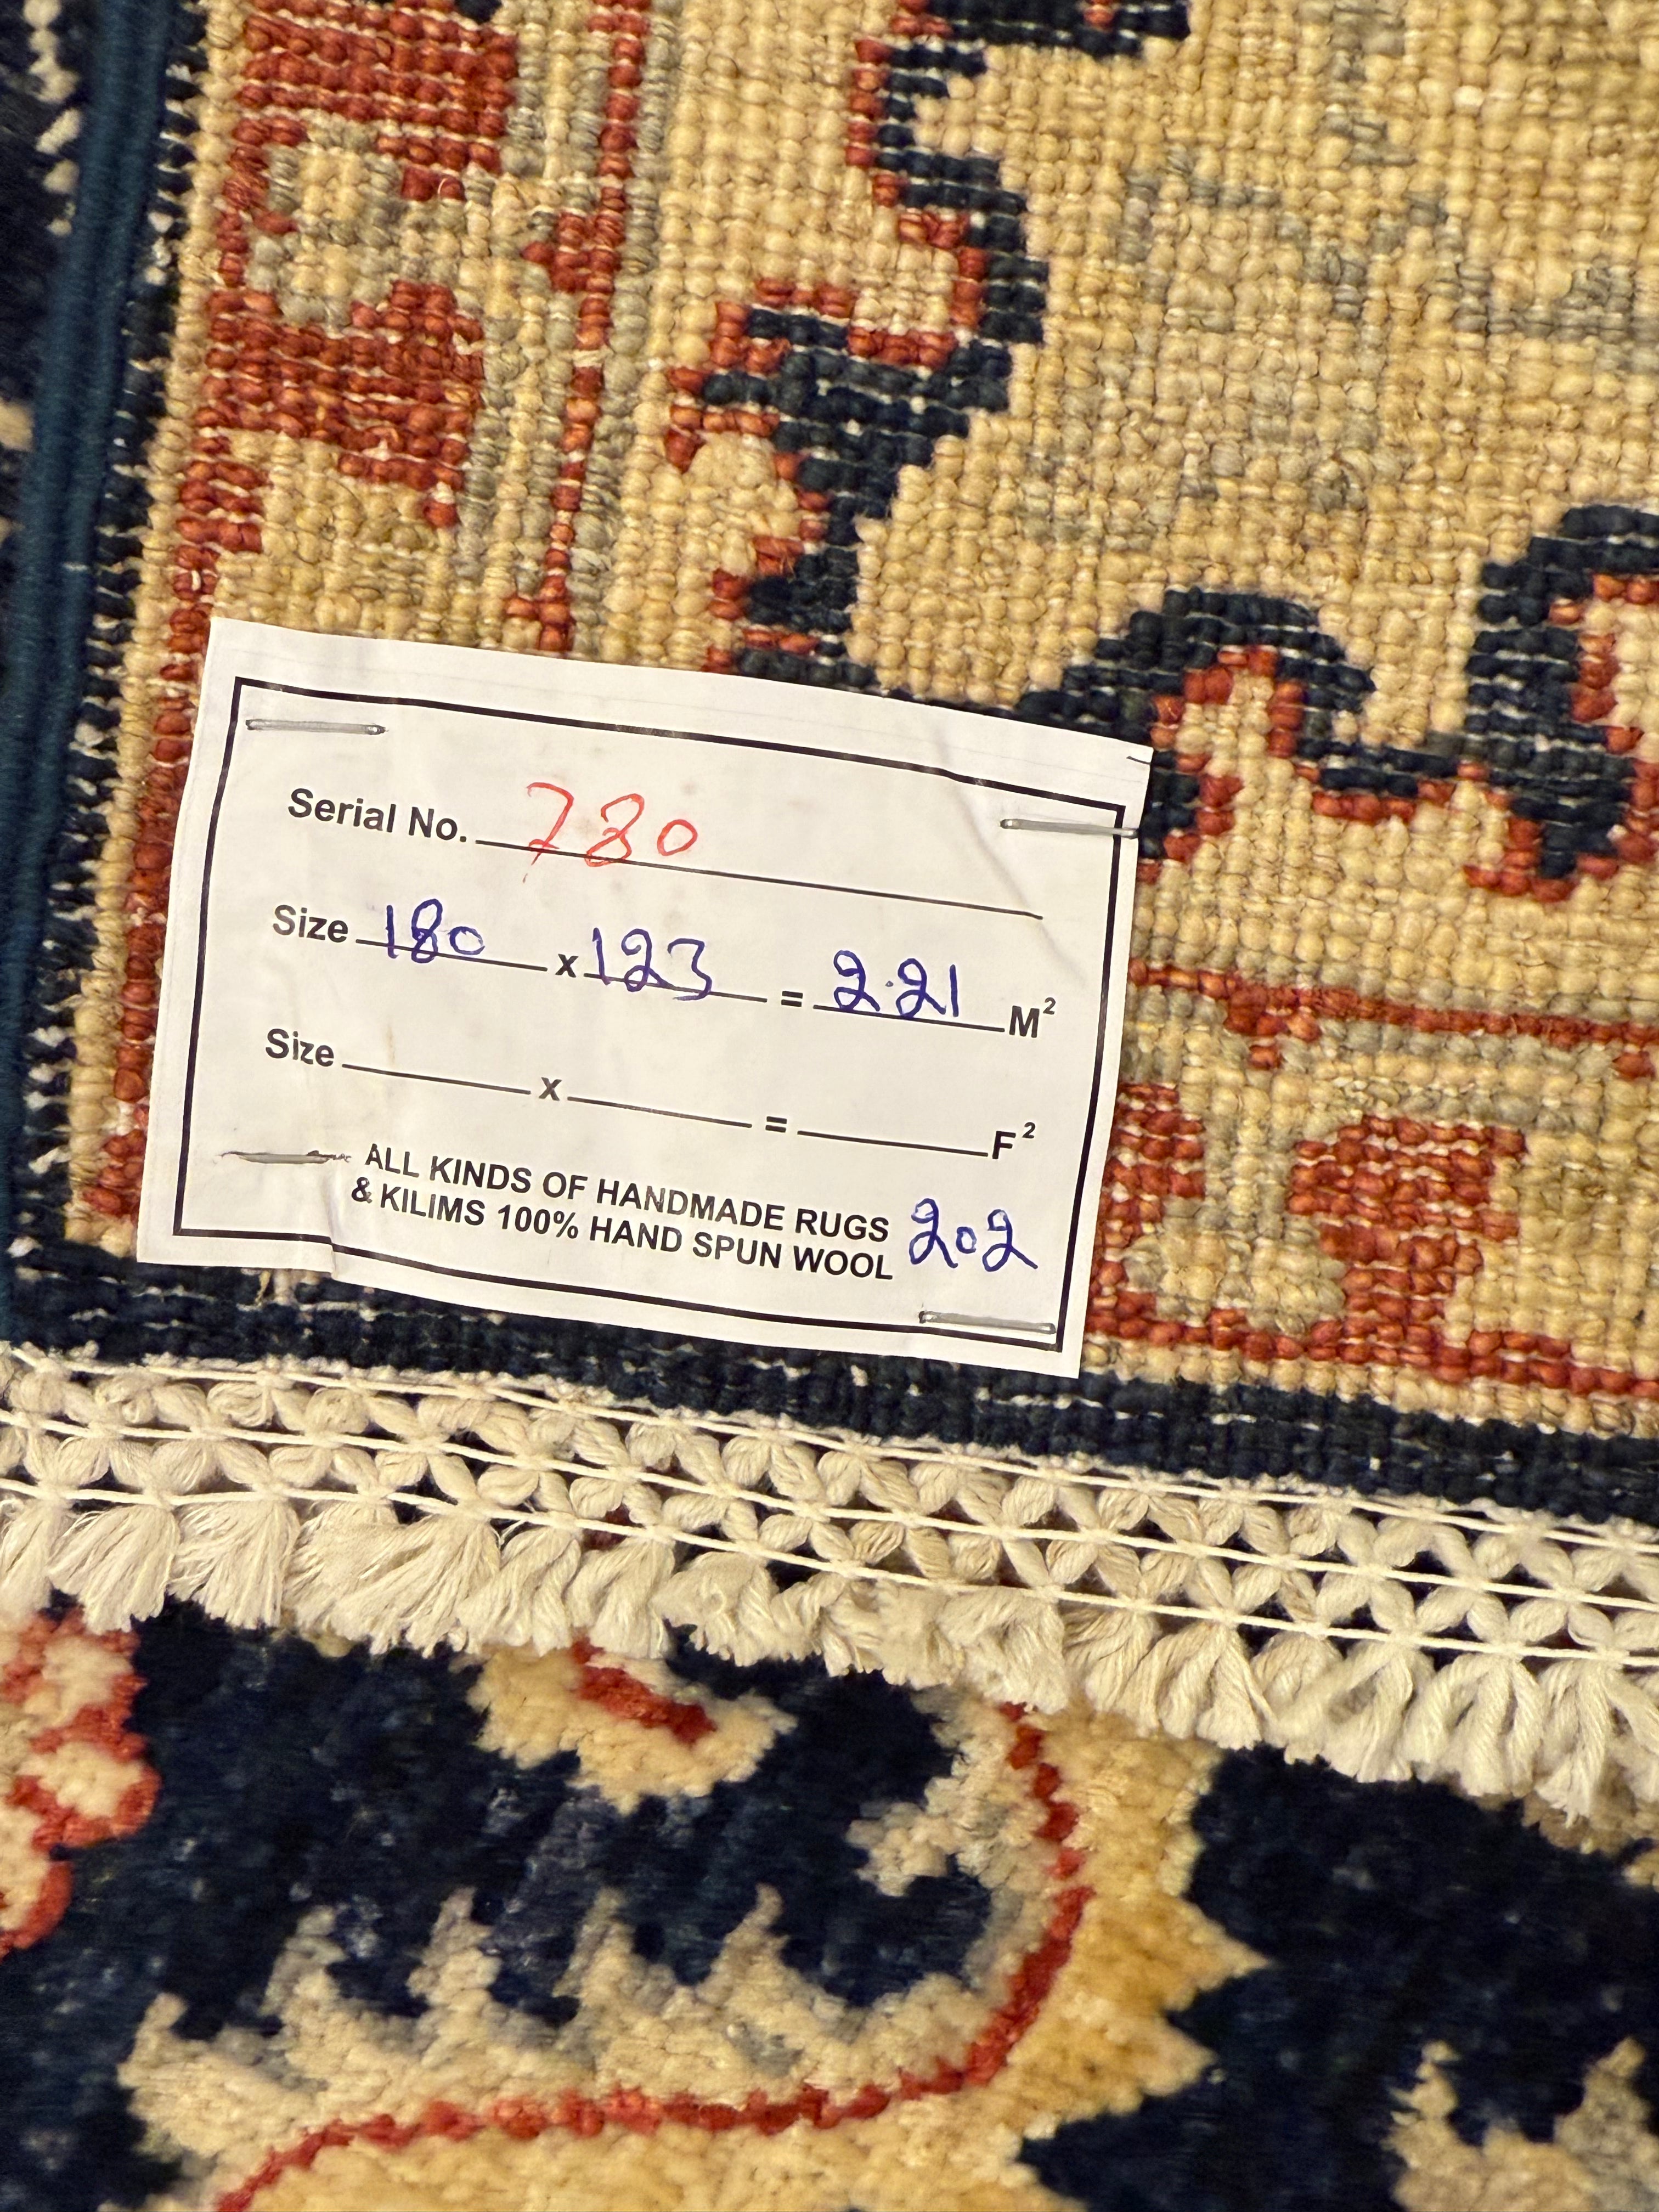 Serial No. 780
Size 180 x 123 = 2.21 M²
Size x = F²
ALL KINDS OF HANDMADE RUGS
& KILIMS 100% HAND SPUN WOOL 202